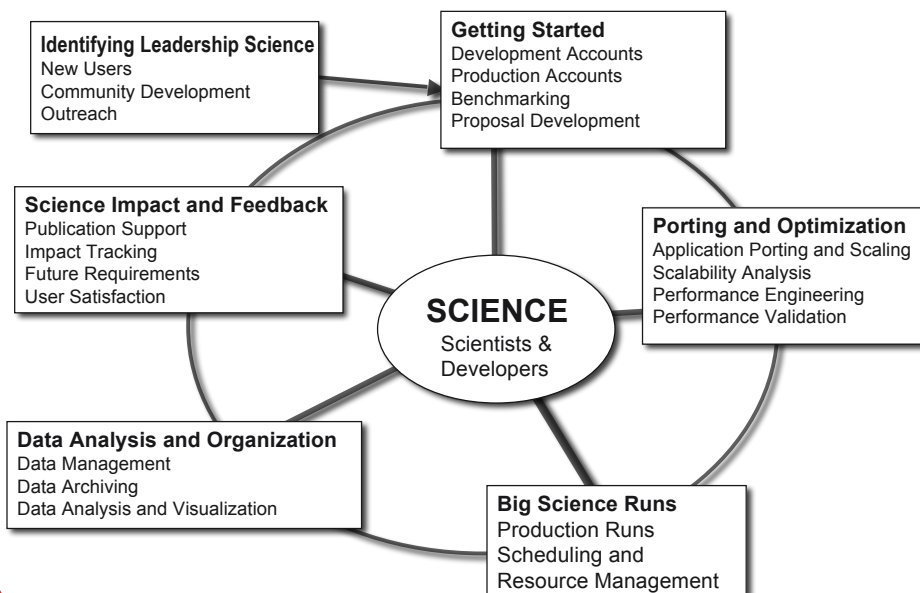 Identifying Leadership Science
New Users
Community Development
Outreach
Getting Started
Development Accounts
Production Accounts
Benchmarking
Proposal Development
Science Impact and Feedback
Publication Support
Impact Tracking
Future Requirements
User Satisfaction
Porting and Optimization
Application Porting and Scaling
Scalability Analysis
Performance Engineering
Performance Validation
SCIENCE
Scientists &
Developers
Data Analysis and Organization
Data Management
Data Archiving
Data Analysis and Visualization
Big Science Runs
Production Runs
Scheduling and
Resource Management